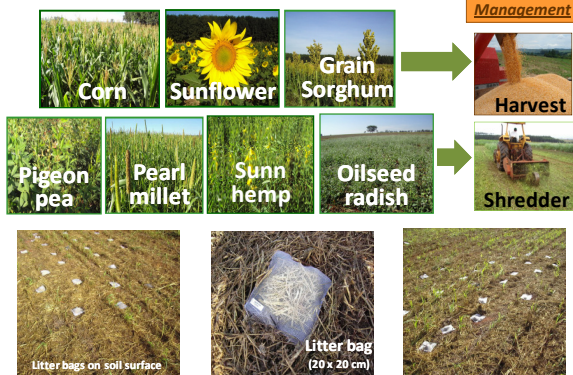 Management
Corn
Sunflower
Grain
Sorghum
Harvest
Pigeon
pea
Pearl
millet
Sunn
hemp
Oilseed
radish
Shredder
Litter bags on soil surface
Litter bag
(20 x 20 cm)